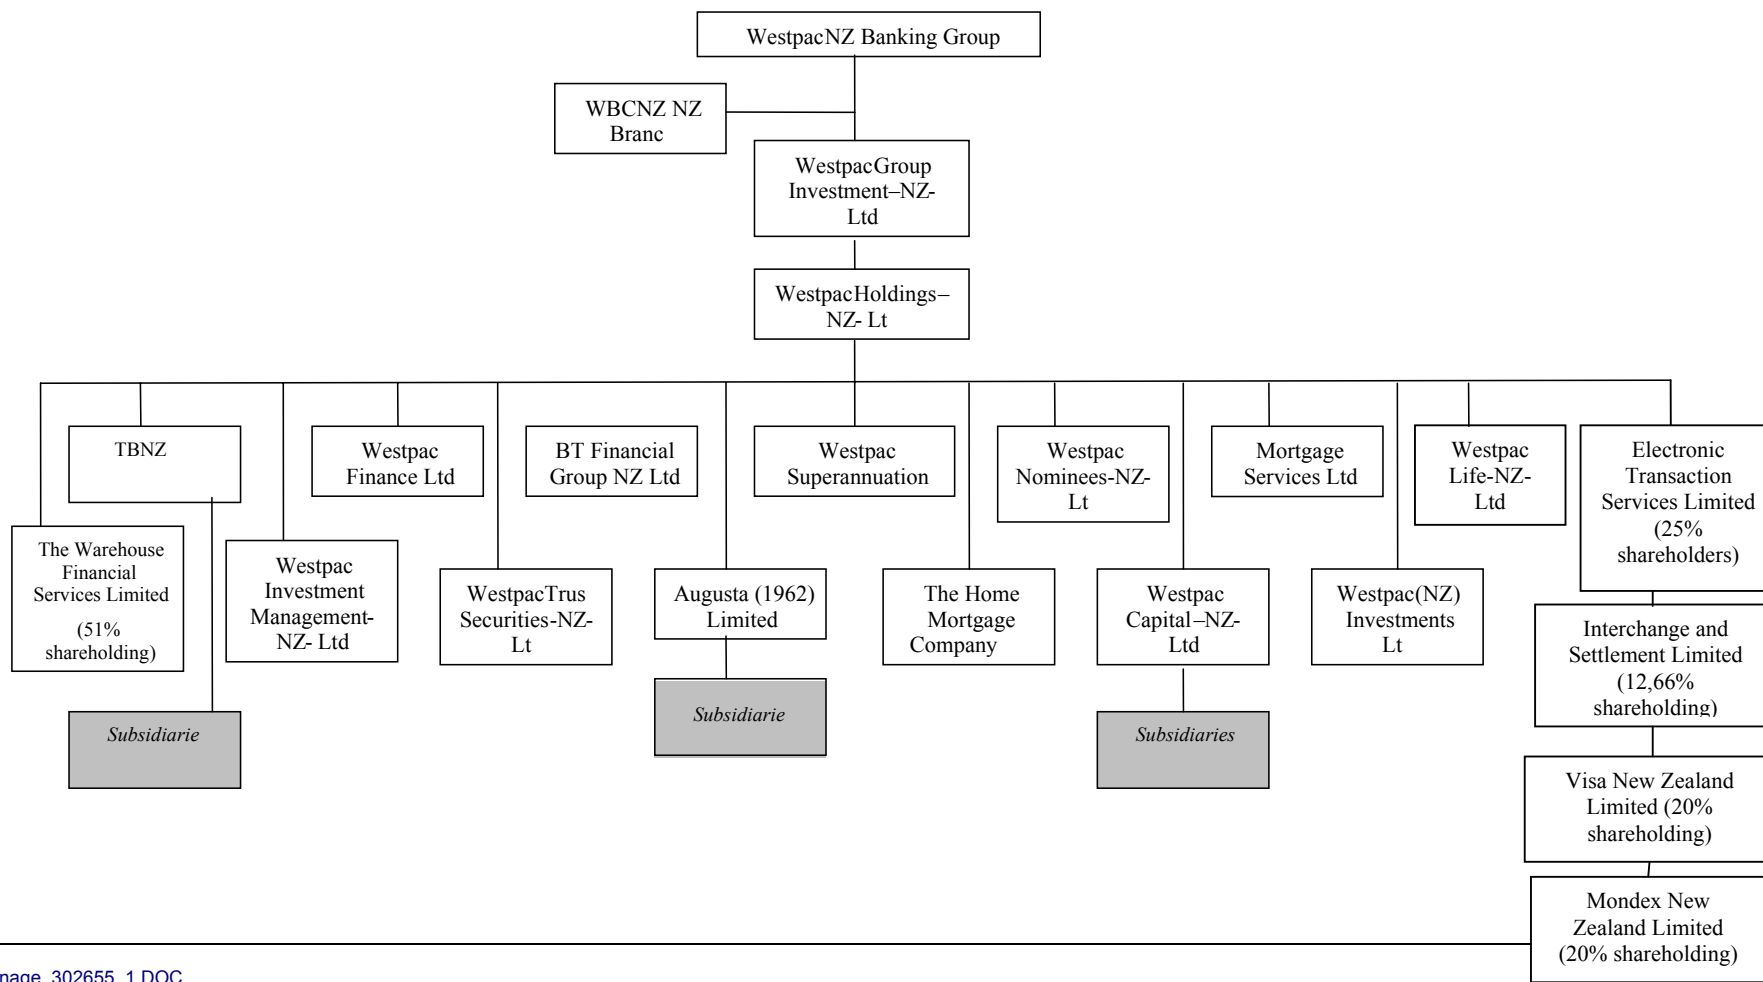 WestpacNZ Banking Group
WBCNZ NZ
Branc
WestpacGroup
Investment–NZ-
Ltd
WestpacHoldings–
NZ- Lt
TBNZ
Westpac
Finance Ltd
BT Financial
Group NZ Ltd
Westpac
Superannuation
Westpac
Nominees-NZ-
Lt
Mortgage
Services Ltd
Westpac
Life-NZ-
Ltd
Electronic
Transaction
Services Limited
(25%
shareholders)
The Warehouse
Financial
Services Limited
(51%
shareholding)
Westpac
Investment
Management-
NZ- Ltd
WestpacTrus
Securities-NZ-
Lt
Augusta (1962)
Limited
The Home
Mortgage
Company
Westpac
Capital–NZ-
Ltd
Westpac(NZ)
Investments
Lt
Interchange and
Settlement Limited
(12,66%
shareholding)
Subsidiarie
Subsidiarie
Subsidiaries
Visa New Zealand
Limited (20%
shareholding)
Mondex New
Zealand Limited
(20% shareholding)
nage_302655_1.DOC